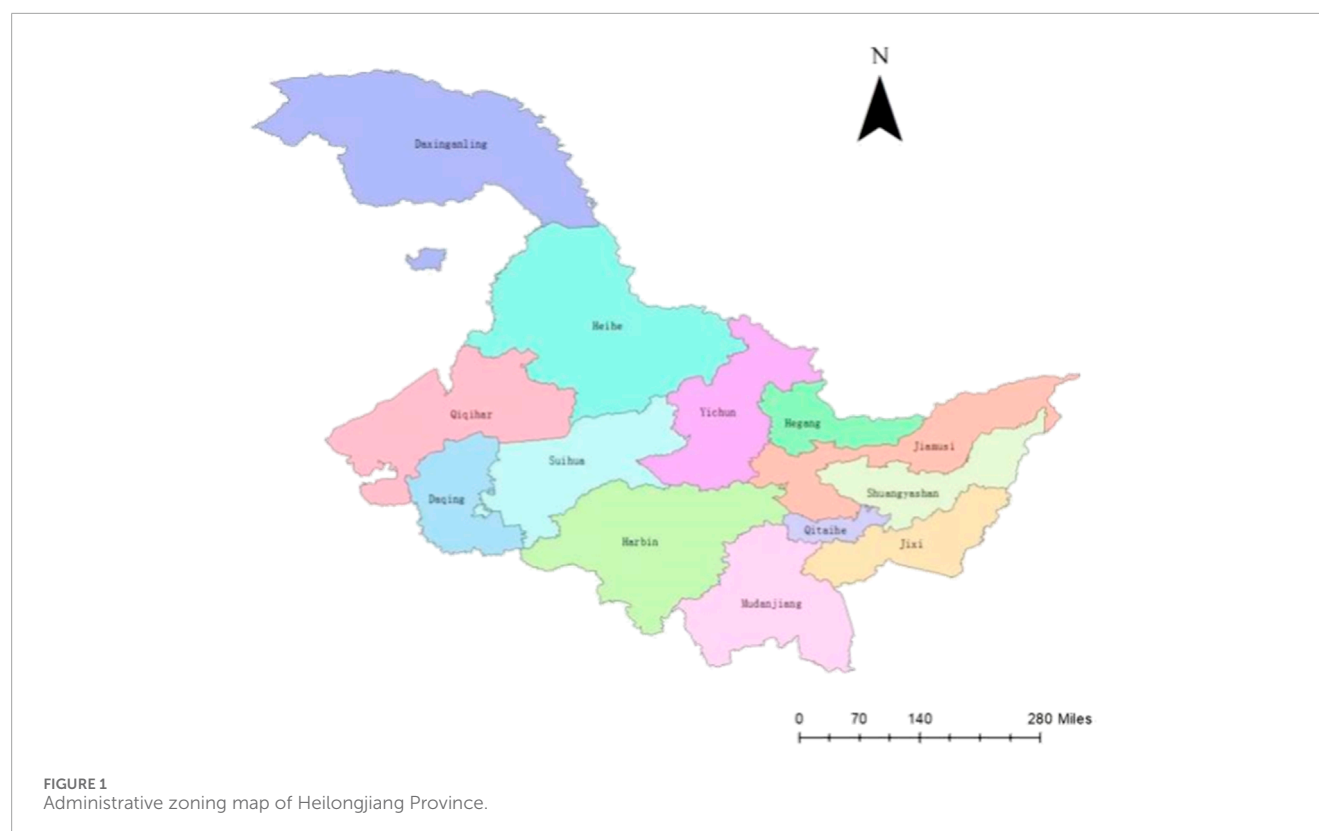 N
Daxinganling
Heihe
Yichun
Qiqihar
Hegang
Jiamusi
Suihua
Shuangyashan
Daqing
Qitaihe
Harbin
Jixi
Mudanjiang
0 70 140 280 Miles
FIGURE 1
Administrative zoning map of Heilongjiang Province.